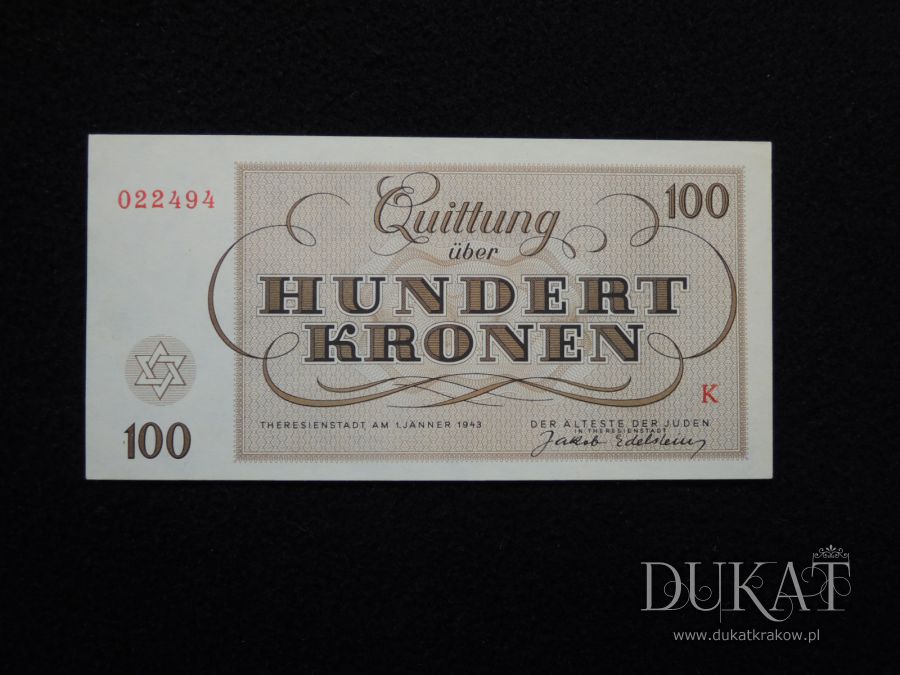 022494
Quittung
100
über
HUNDERT
KRONEN
K
100
THERESIENSTADT AM 1. JÄNNER 1943
DER ÄLTESTE DER JUDEN
IN THERESIENSTADT
Jakob Edelstein
DUKAT
www.dukatkrakow.pl